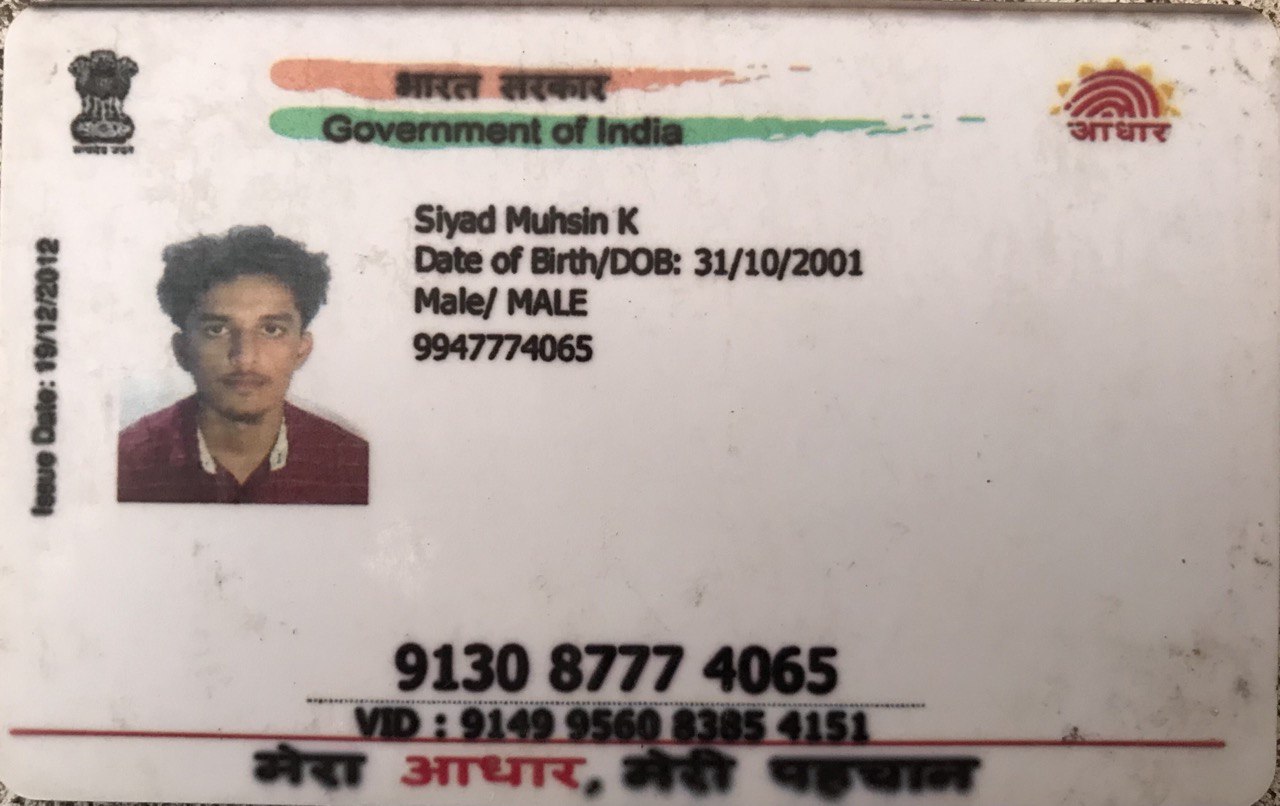 भारत सरकार
Government of India
आधार
Issue Date: 19/12/2012
Siyad Muhsin K
Date of Birth/DOB: 31/10/2001
Male/ MALE
9947774065
9130 8777 4065
VID : 9149 9560 8385 4151
मेरा आधार, मेरी पहचान